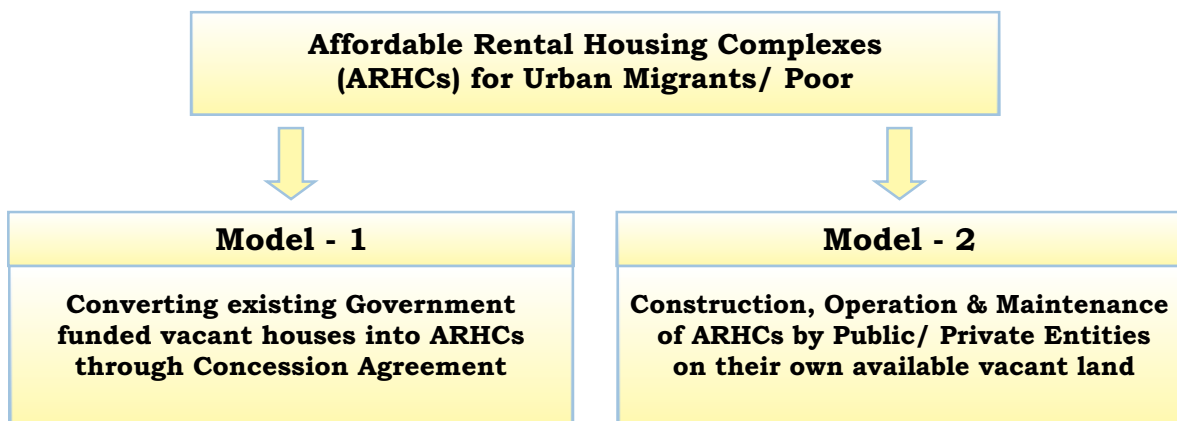 Affordable Rental Housing Complexes
(ARHCs) for Urban Migrants/ Poor
Model - 1
Converting existing Government
funded vacant houses into ARHCs
through Concession Agreement
Model - 2
Construction, Operation & Maintenance
of ARHCs by Public/ Private Entities
on their own available vacant land